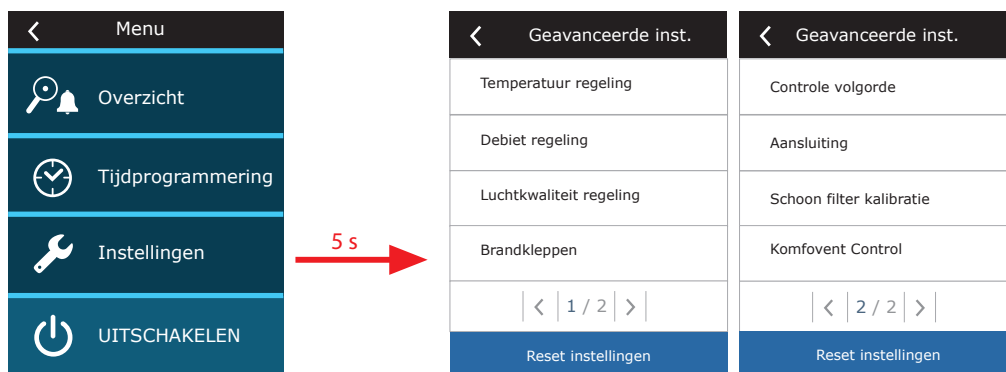 Menu
Overzicht
Tijdprogrammering
Instellingen
UITSCHAKELEN
5 s
Geavanceerde inst.
Temperatuur regeling
Debiet regeling
Luchtkwaliteit regeling
Brandkleppen
1 / 2
Reset instellingen
Geavanceerde inst.
Controle volgorde
Aansluiting
Schoon filter kalibratie
Komfovent Control
2 / 2
Reset instellingen